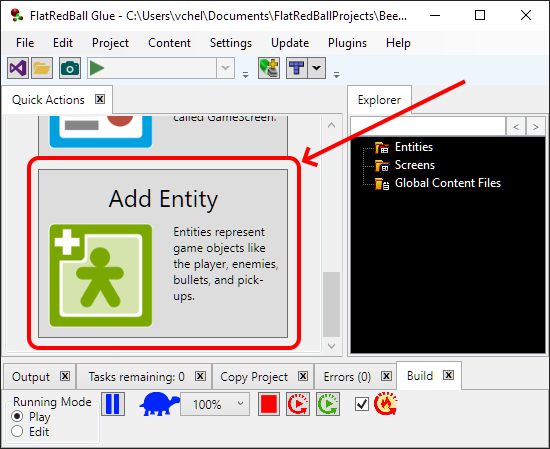 FlatRedBall Glue - C:\Users\vchel\Documents\FlatRedBallProjects\Bee...
File Edit Project Content Settings Update Plugins Help
Quick Actions
Explorer
called GameScreen.
Add Entity
Entities represent
game objects like
the player, enemies,
bullets, and pick-
ups.
< >
Entities
Screens
Global Content Files
Output Tasks remaining: 0 Copy Project Errors (0) Build
Running Mode
Play
Edit
100%